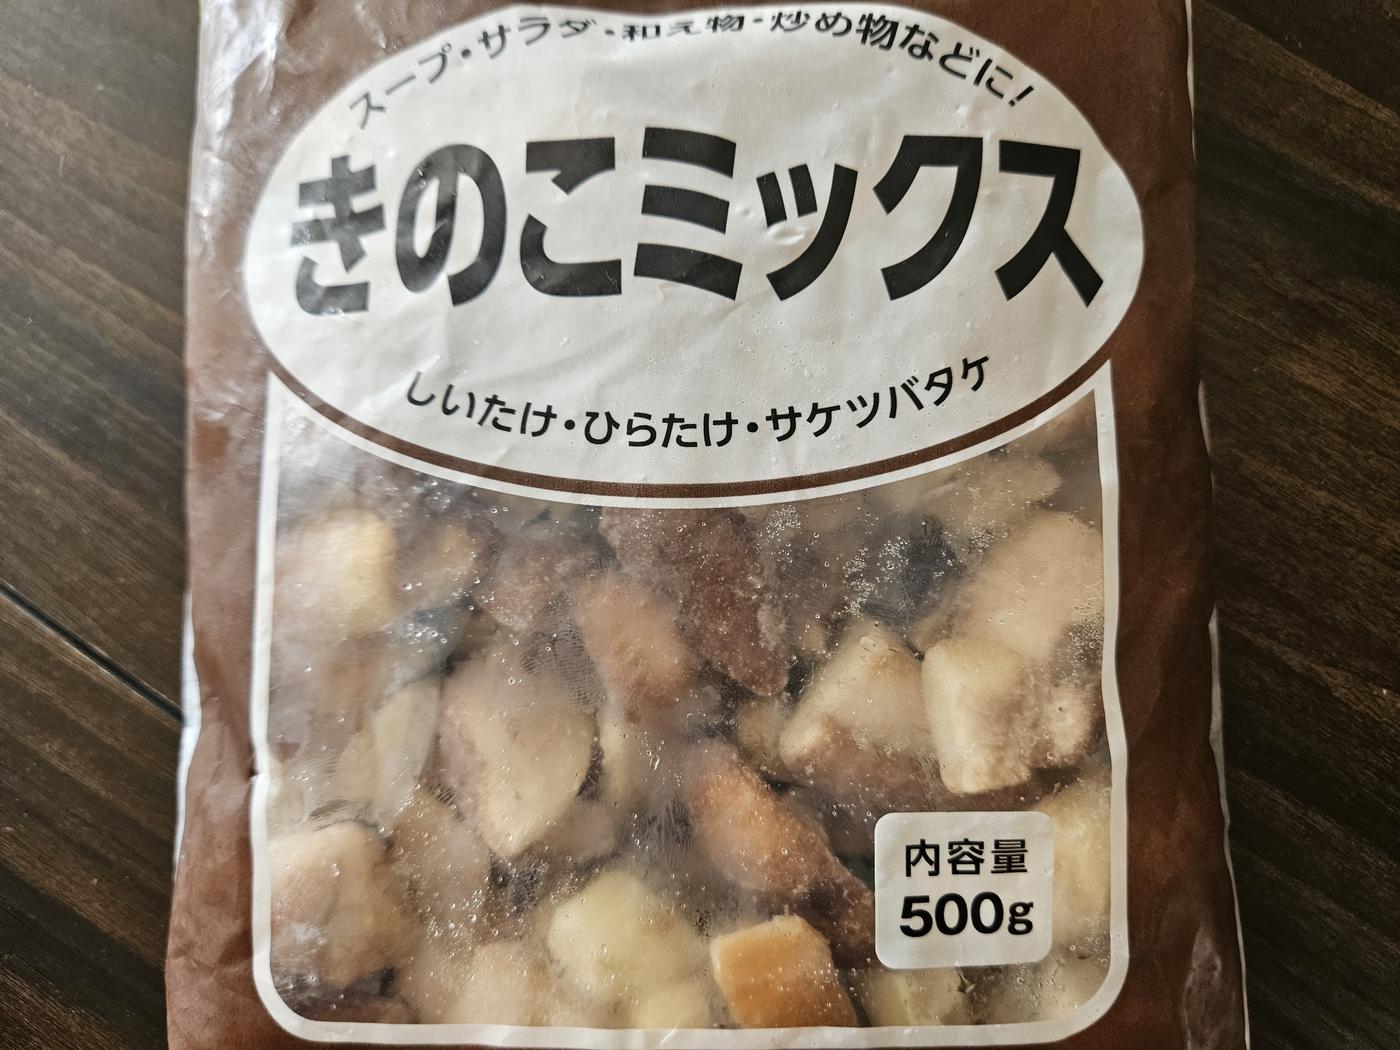 スープ・サラダ・和え物・炒め物などに!
きのこミックス
しいたけ・ひらたけ・サケツバタケ
内容量
500g